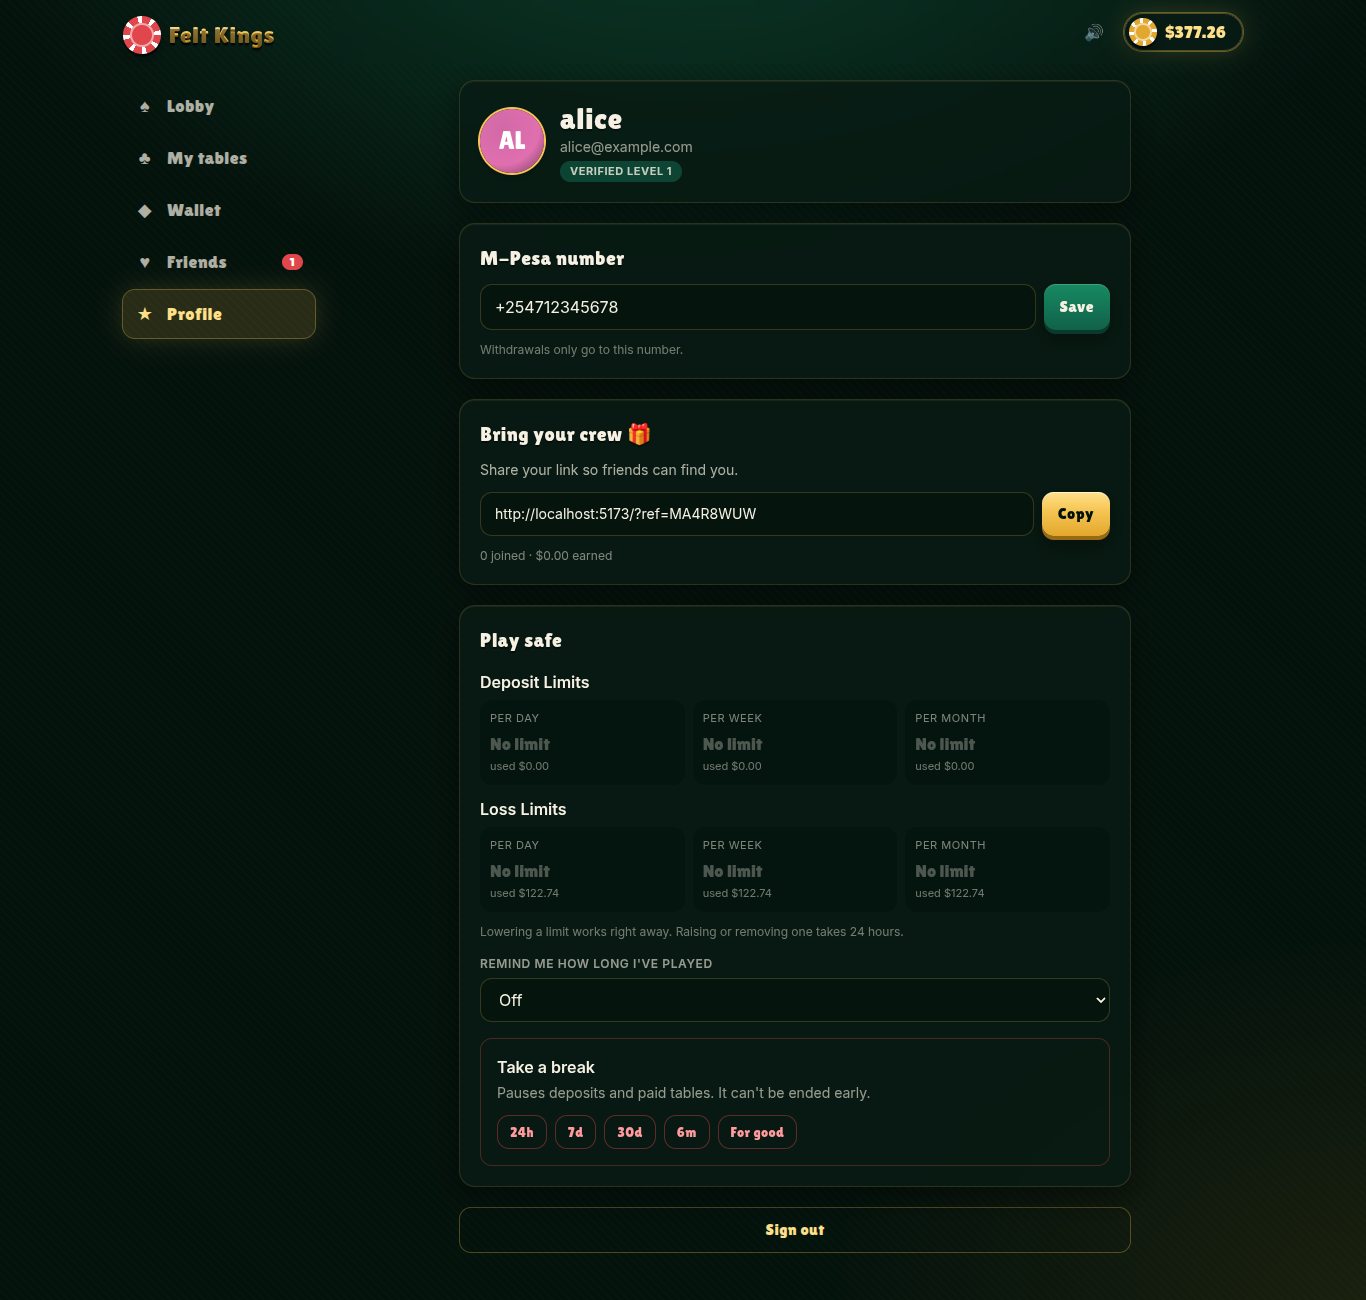 Felt Kings
$377.26
Lobby
My tables
Wallet
Friends 1
Profile
AL
alice
alice@example.com
VERIFIED LEVEL 1
M-Pesa number
+254712345678
Save
Withdrawals only go to this number.
Bring your crew
Share your link so friends can find you.
http://localhost:5173/?ref=MA4R8WUW
Copy
0 joined · $0.00 earned
Play safe
Deposit Limits
PER DAY PER WEEK PER MONTH
No limit No limit No limit
used $0.00 used $0.00 used $0.00
Loss Limits
PER DAY PER WEEK PER MONTH
No limit No limit No limit
used $122.74 used $122.74 used $122.74
Lowering a limit works right away. Raising or removing one takes 24 hours.
REMIND ME HOW LONG I'VE PLAYED
Off
Take a break
Pauses deposits and paid tables. It can't be ended early.
24h 7d 30d 6m For good
Sign out